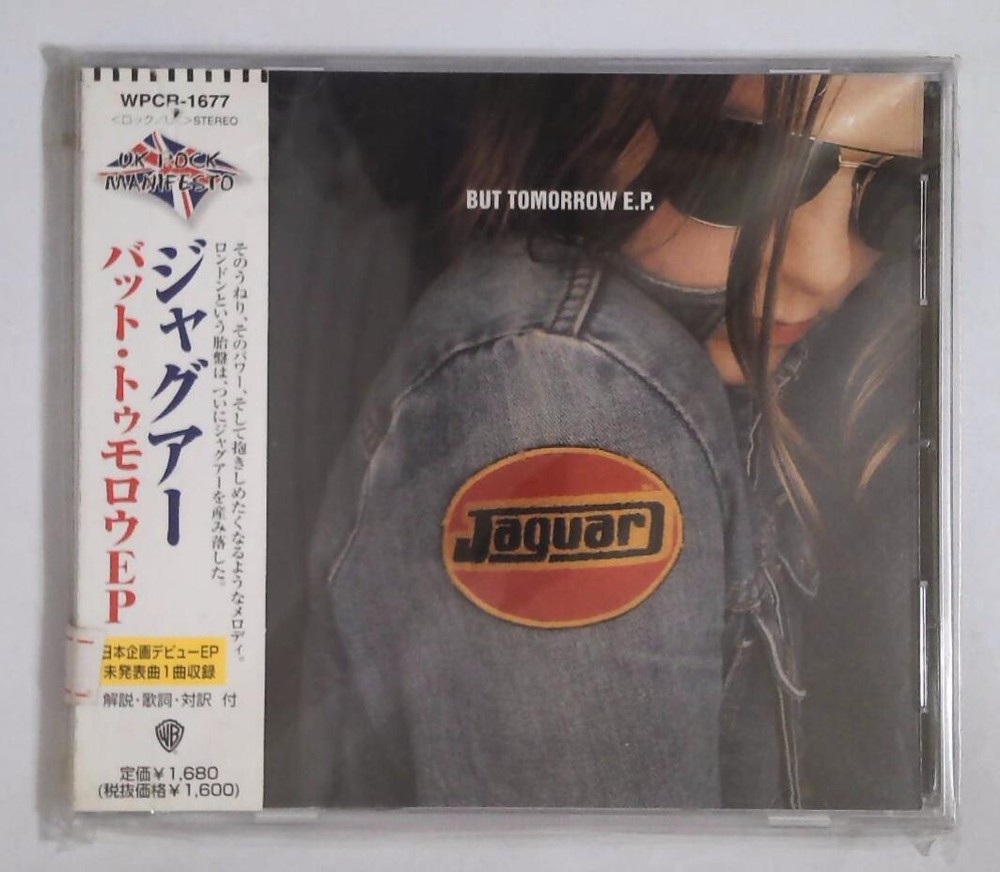 WPCR-1677
<ロック/UK>STEREO
UK ROCK
MANIFESTO
そのうねり、そのパワー、そして抱きしめたくなるようなメロディ。
ロンドンという胎盤は、ついにジャグアーを産み落した。
ジャグアー
バット・トゥモロウEP
日本企画デビューEP
未発表曲1曲収録
解説・歌詞・対訳 付
WB
定価¥1,680
(税抜価格¥1,600)
BUT TOMORROW E.P.
Jaguar